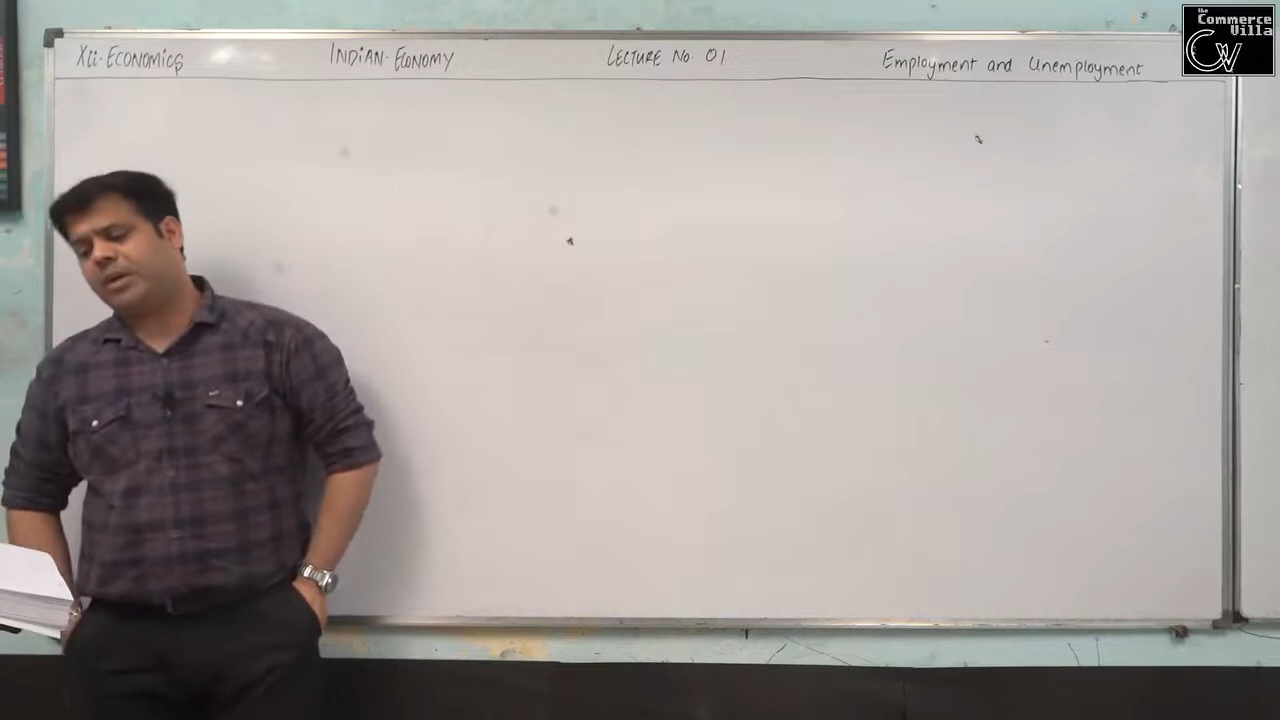 XII-ECONOMICS INDIAN-ECONOMY LECTURE NO 01 Employment and Unemployment
the
Commerce
Villa
CV